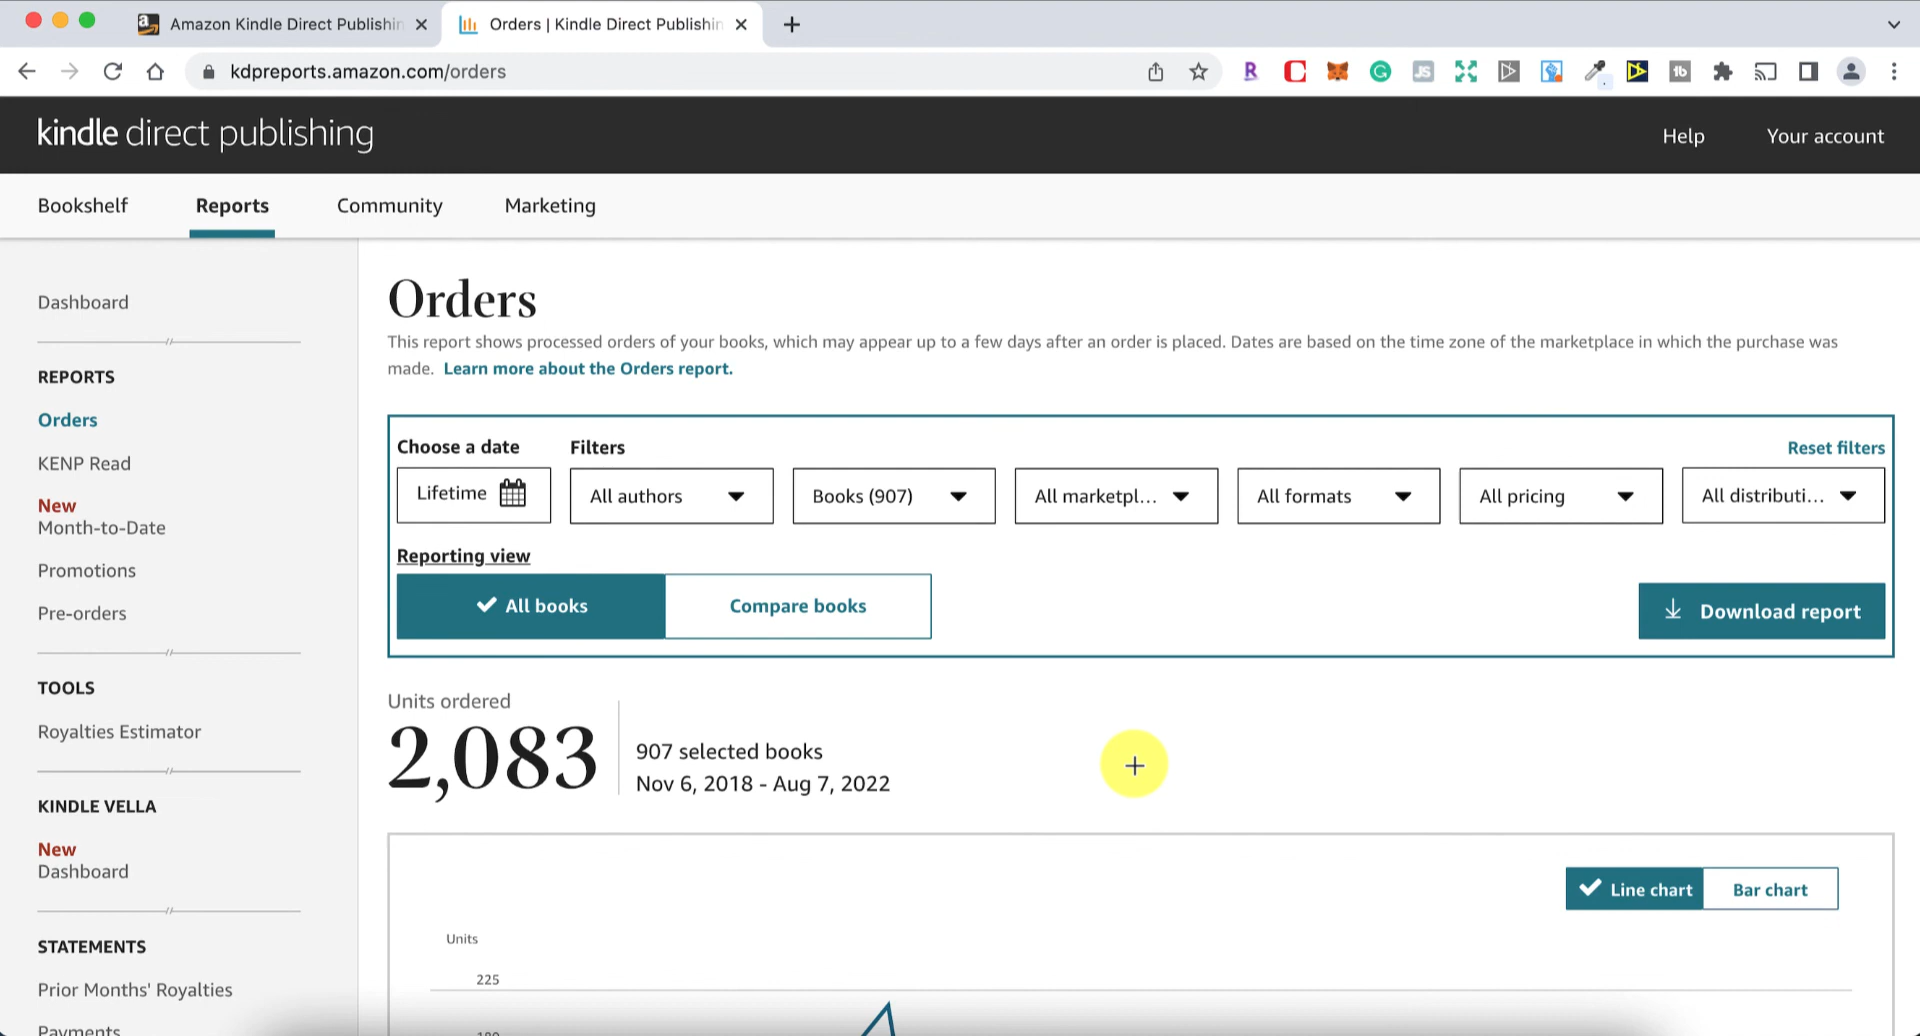 Amazon Kindle Direct Publishin
Orders | Kindle Direct Publishin
kdpreports.amazon.com/orders
kindle direct publishing
Help
Your account
Bookshelf
Reports
Community
Marketing
Dashboard
REPORTS
Orders
KENP Read
New
Month-to-Date
Promotions
Pre-orders
TOOLS
Royalties Estimator
KINDLE VELLA
New
Dashboard
STATEMENTS
Prior Months' Royalties
Payments
Orders
This report shows processed orders of your books, which may appear up to a few days after an order is placed. Dates are based on the time zone of the marketplace in which the purchase was
made. Learn more about the Orders report.
Choose a date
Filters
Reset filters
Lifetime
All authors
Books (907)
All marketpl...
All formats
All pricing
All distributi...
Reporting view
All books
Compare books
Download report
Units ordered
2,083
907 selected books
Nov 6, 2018 - Aug 7, 2022
Line chart
Bar chart
Units
225
180